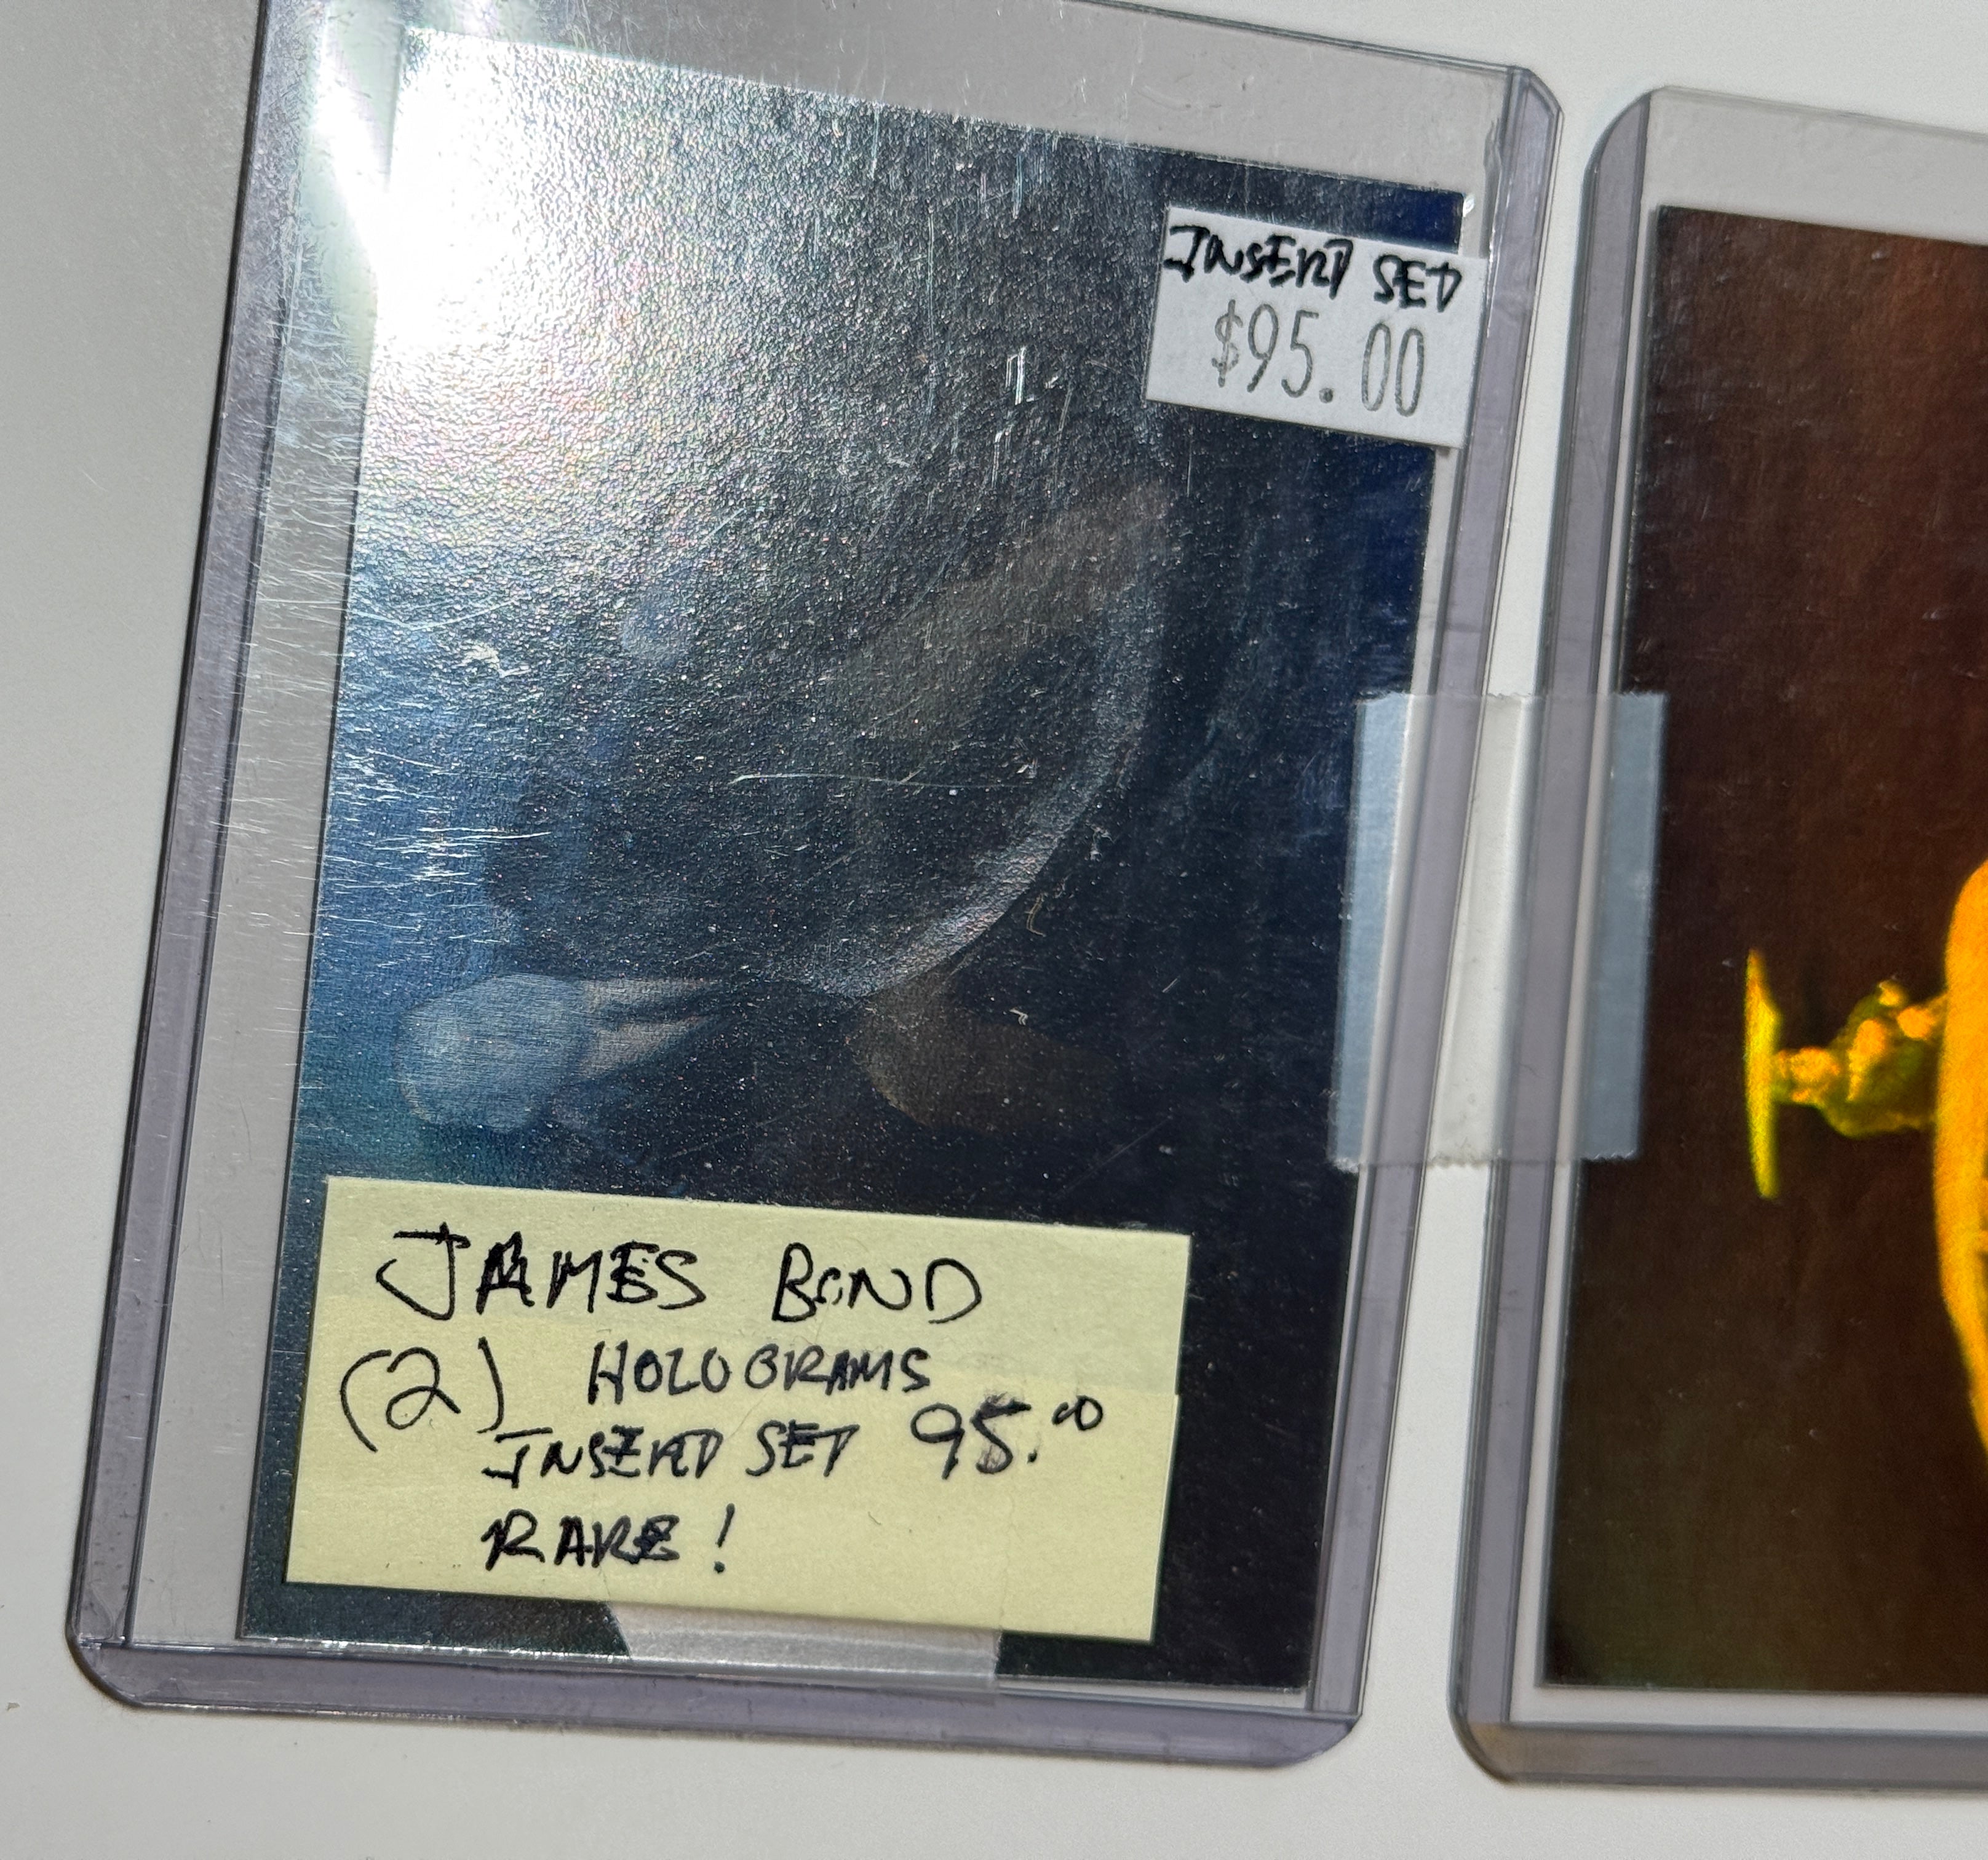 INSERT SET
$95.00
JAMES BOND
(2) HOLOGRAMS
INSERT SET 95.00
RARE!